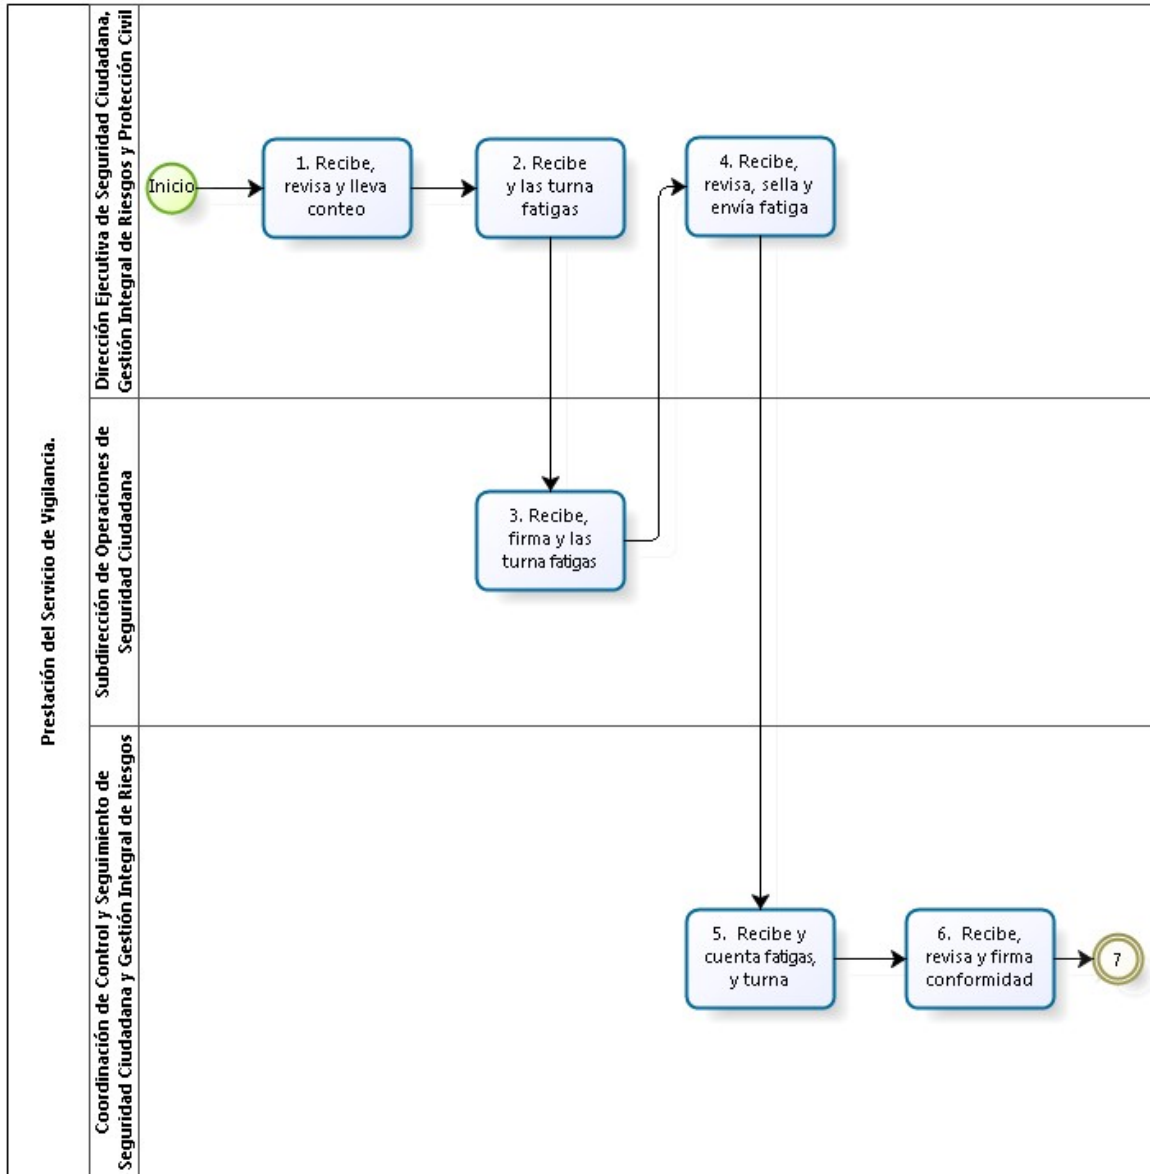 Prestación del Servicio de Vigilancia.
Dirección Ejecutiva de Seguridad Ciudadana,
Gestión Integral de Riesgos y Protección Civil
Inicio
1. Recibe,
revisa y lleva
conteo
2. Recibe
y las turna
fatigas
4. Recibe,
revisa, sella y
envía fatiga
Subdirección de Operaciones de
Seguridad Ciudadana
3. Recibe,
firma y las
turna fatigas
Coordinación de Control y Seguimiento de
Seguridad Ciudadana y Gestión Integral de Riesgos
5. Recibe y
cuenta fatigas,
y turna
6. Recibe,
revisa y firma
conformidad
7